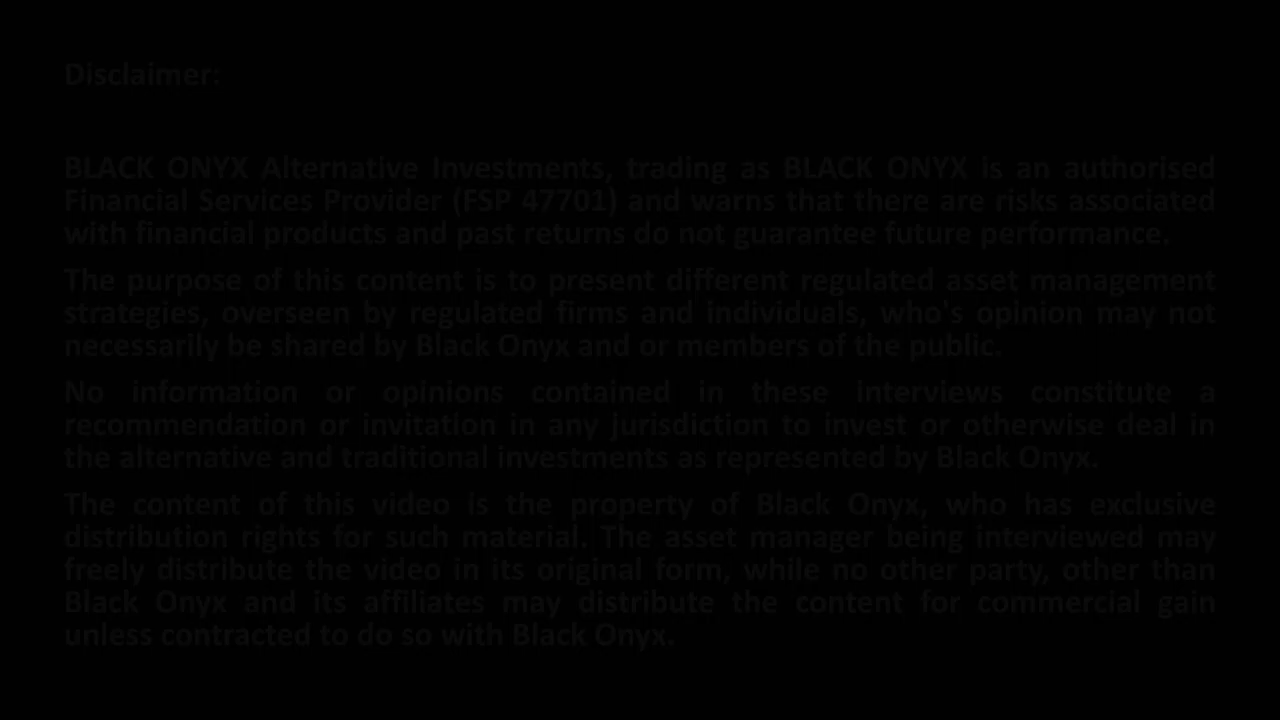 Disclaimer:
BLACK ONYX Alternative Investments, trading as BLACK ONYX is an authorised
Financial Services Provider (FSP 47701) and warns that there are risks associated
with financial products and past returns do not guarantee future performance.
The purpose of this content is to present different regulated asset management
strategies, overseen by regulated firms and individuals, who's opinion may not
necessarily be shared by Black Onyx and or members of the public.
No information or opinions contained in these interviews constitute a
recommendation or invitation in any jurisdiction to invest or otherwise deal in
the alternative and traditional investments as represented by Black Onyx.
The content of this video is the property of Black Onyx, who has exclusive
distribution rights for such material. The asset manager being interviewed may
freely distribute the video in its original form, while no other party, other than
Black Onyx and its affiliates may distribute the content for commercial gain
unless contracted to do so with Black Onyx.